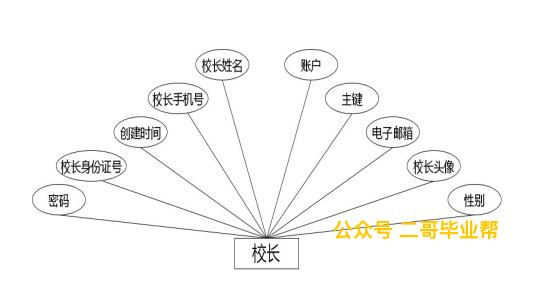 校长姓名
账户
校长手机号
主键
创建时间
电子邮箱
校长身份证号
校长头像
密码
性别
公众号 二哥毕业帮
校长